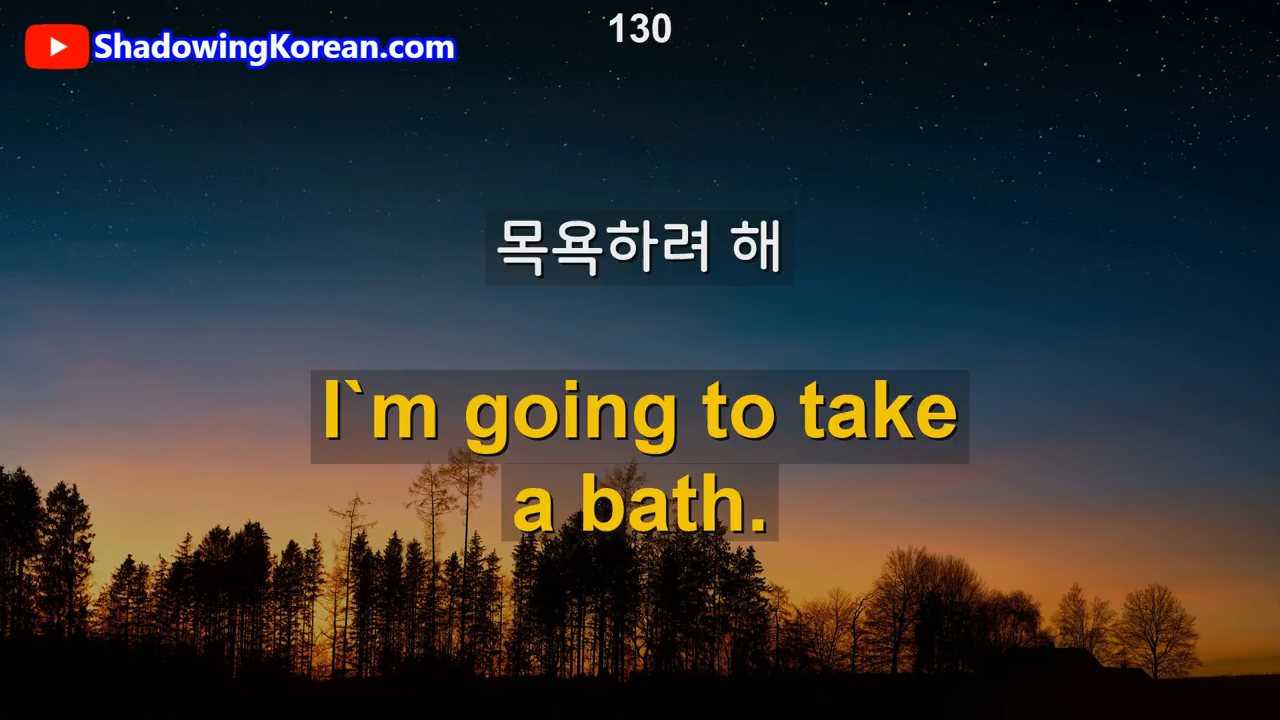 130
ShadowingKorean.com
목욕하려 해
I`m going to take
a bath.